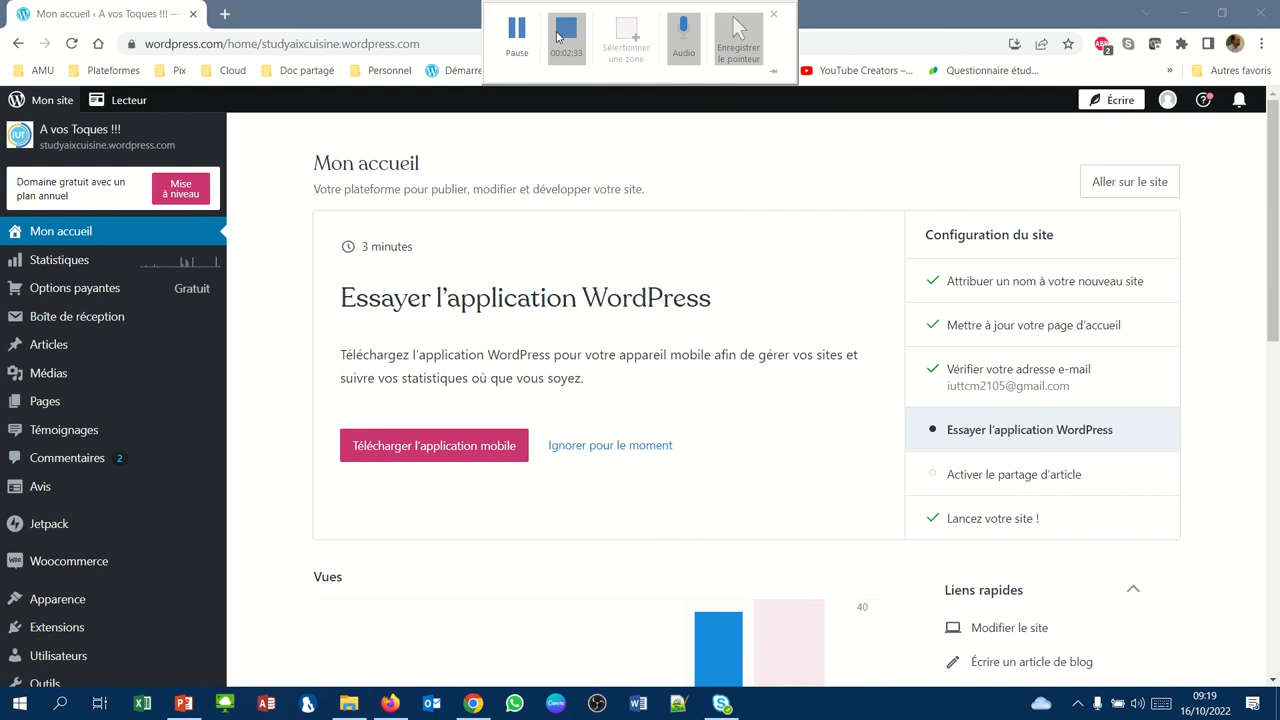 A vos Toques !!! — studyaixcuisine
Pause
00:02:33
Sélectionner
une zone
Audio
Enregistrer
le pointeur
Mon accueil ‹ A vos Toques !!! —
wordpress.com/home/studyaixcuisine.wordpress.com
2
AMU
Plateformes
Pix
Cloud
Doc partagé
Personnel
Démarre
YouTube Creators –...
Questionnaire étud...
»
Autres favoris
Mon site
Lecteur
Écrire
A vos Toques !!!
studyaixcuisine.wordpress.com
Domaine gratuit avec un
plan annuel
Mise
à niveau
Mon accueil
Statistiques
Options payantes
Gratuit
Boîte de réception
Articles
Médias
Pages
Témoignages
Commentaires 2
Avis
Jetpack
Woocommerce
Apparence
Extensions
Utilisateurs
Outils
Mon accueil
Votre plateforme pour publier, modifier et développer votre site.
Aller sur le site
3 minutes
Essayer l’application WordPress
Téléchargez l’application WordPress pour votre appareil mobile afin de gérer vos sites et
suivre vos statistiques où que vous soyez.
Télécharger l’application mobile
Ignorer pour le moment
Configuration du site
Attribuer un nom à votre nouveau site
Mettre à jour votre page d’accueil
Vérifier votre adresse e-mail
iuttcm2105@gmail.com
Essayer l’application WordPress
Activer le partage d’article
Lancez votre site !
Vues
40
Liens rapides
Modifier le site
Écrire un article de blog
09:19
16/10/2022